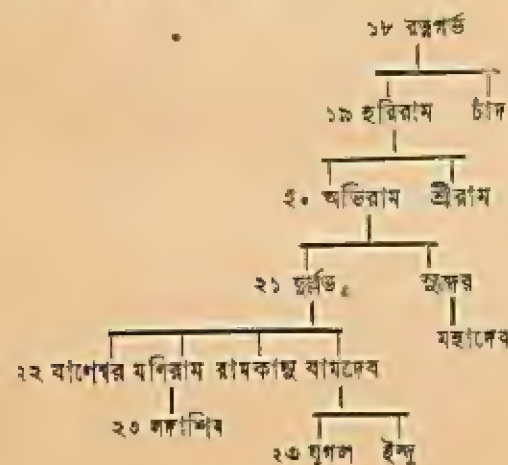 ১৮ রত্নগর্ভ
১৯ হরিরাম চাঁদ
২০ অভিরাম শ্রীরাম
২১ দুর্লভ সুন্দর
মহাদেব
২২ বাণেশ্বর মণিরাম রামকান্ত বামদেব
২৩ সদাশিব
২৩ যুগল ইন্দু